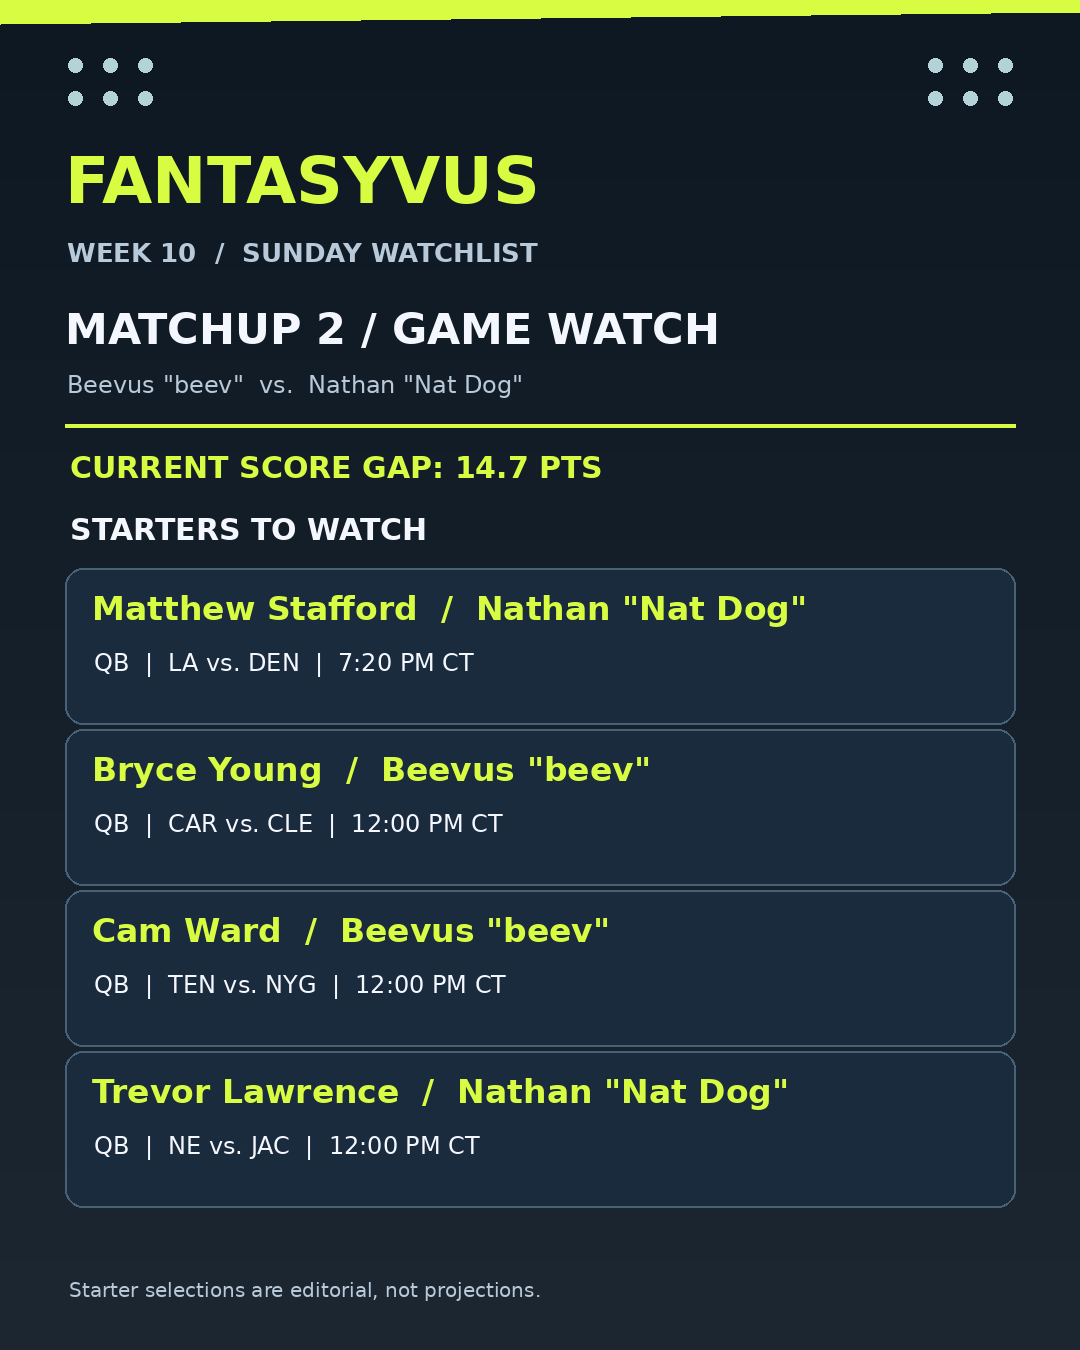 FANTASYVUS
WEEK 10 / SUNDAY WATCHLIST
MATCHUP 2 / GAME WATCH
Beevus "beev" vs. Nathan "Nat Dog"
CURRENT SCORE GAP: 14.7 PTS
STARTERS TO WATCH
Matthew Stafford / Nathan "Nat Dog"
QB | LA vs. DEN | 7:20 PM CT
Bryce Young / Beevus "beev"
QB | CAR vs. CLE | 12:00 PM CT
Cam Ward / Beevus "beev"
QB | TEN vs. NYG | 12:00 PM CT
Trevor Lawrence / Nathan "Nat Dog"
QB | NE vs. JAC | 12:00 PM CT
Starter selections are editorial, not projections.